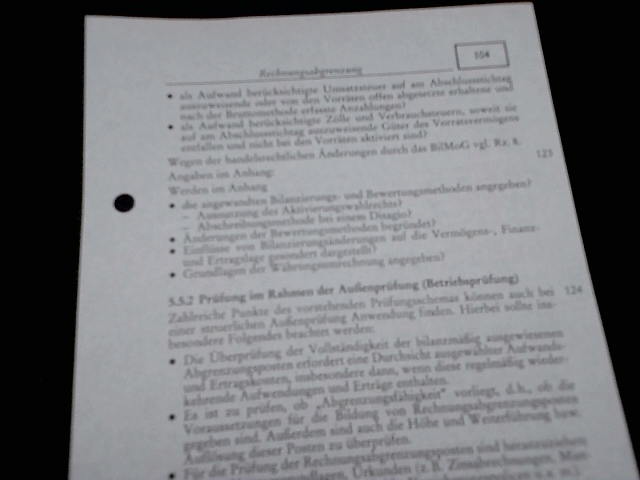 Rechnungsabgrenzung
104
• als Aufwand berücksichtigte Umsatzsteuer auf am Abschlussstichtag
auszuweisende oder von den Vorräten offen abgesetzte erhaltene und
nach der Bruttomethode erfasste Anzahlungen?
• als Aufwand berücksichtigte Zölle und Verbrauchsteuern, soweit sie
auf am Abschlussstichtag auszuweisende Güter des Vorratsvermögens
entfallen und nicht bei den Vorräten aktiviert sind?
Wegen der handelsrechtlichen Änderungen durch das BilMoG vgl. Rz. 8.
Angaben im Anhang: 123
Werden im Anhang
• die angewandten Bilanzierungs- und Bewertungsmethoden angegeben?
– Ausnutzung des Aktivierungswahlrechts?
– Abschreibungsmethode bei einem Disagio?
• Änderungen der Bewertungsmethoden begründet?
• Einflüsse von Bilanzierungsänderungen auf die Vermögens-, Finanz-
und Ertragslage gesondert dargestellt?
• Grundlagen der Währungsumrechnung angegeben?
5.5.2 Prüfung im Rahmen der Außenprüfung (Betriebsprüfung)
Zahlreiche Punkte des vorstehenden Prüfungsschemas können auch bei 124
einer steuerlichen Außenprüfung Anwendung finden. Hierbei sollte ins-
besondere Folgendes beachtet werden:
• Die Überprüfung der Vollständigkeit der bilanzmäßig ausgewiesenen
Abgrenzungsposten erfordert eine Durchsicht ausgewählter Aufwands-
und Ertragskosten, insbesondere dann, wenn diese regelmäßig wieder-
kehrende Aufwendungen und Erträge enthalten.
• Es ist zu prüfen, ob „Abgrenzungsfähigkeit" vorliegt, d.h., ob die
Voraussetzungen für die Bildung von Rechnungsabgrenzungsposten
gegeben sind. Außerdem sind auch die Höhe und Weiterführung bzw.
Auflösung dieser Posten zu überprüfen.
• Für die Prüfung der Rechnungsabgrenzungsposten sind heranzuziehen
Urkunden (z.B. Zinsabrechnungen,
u. a. m.).